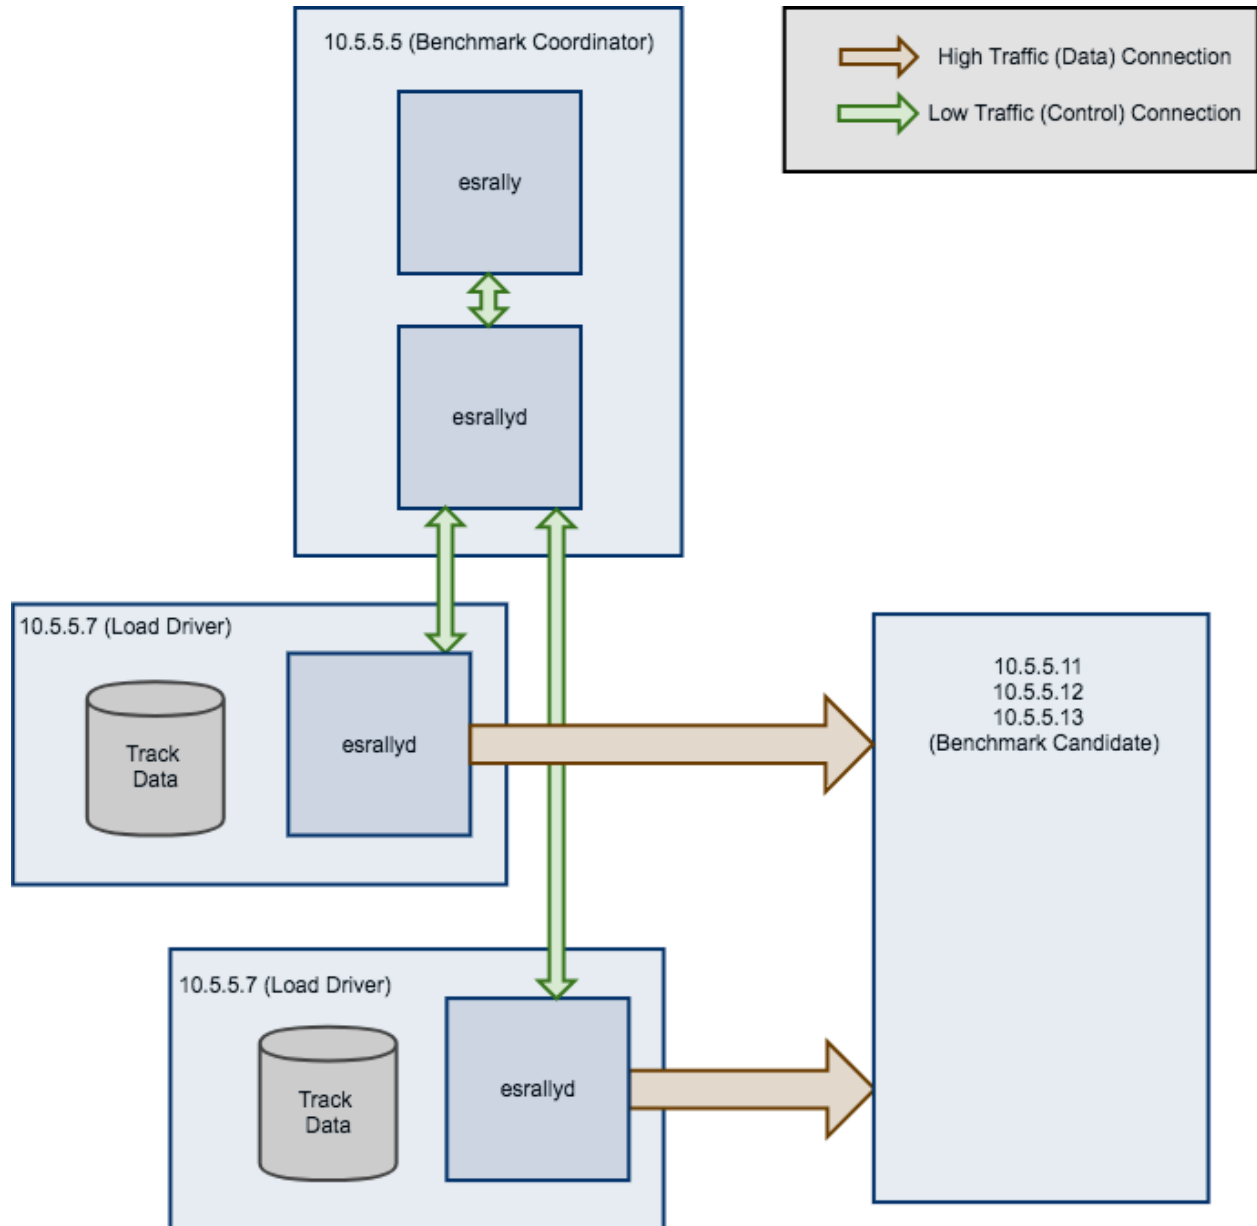 10.5.5.5 (Benchmark Coordinator)
High Traffic (Data) Connection
Low Traffic (Control) Connection
esrally
esrallyd
10.5.5.7 (Load Driver)
Track
Data
esrallyd
10.5.5.11
10.5.5.12
10.5.5.13
(Benchmark Candidate)
10.5.5.7 (Load Driver)
Track
Data
esrallyd